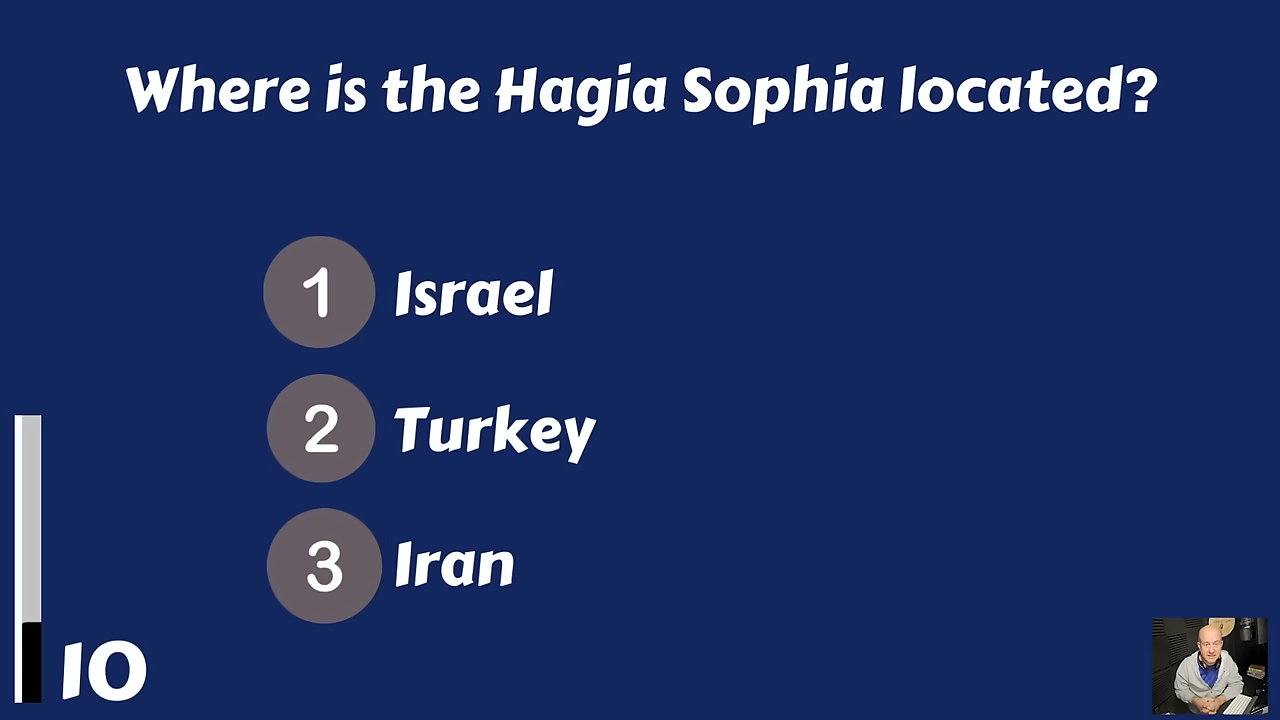 Where is the Hagia Sophia located?
1 Israel
2 Turkey
3 Iran
10